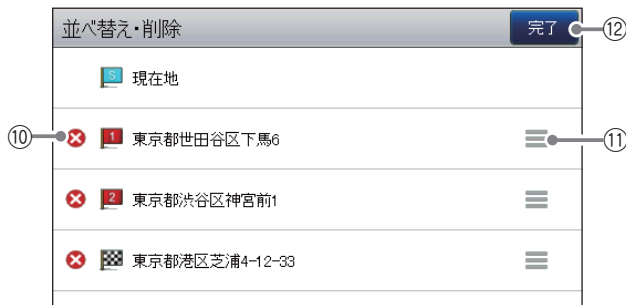 並べ替え・削除
完了
⑫
S 現在地
⑩
1 東京都世田谷区下馬6
⑪
2 東京都渋谷区神宮前1
東京都港区芝浦4-12-33